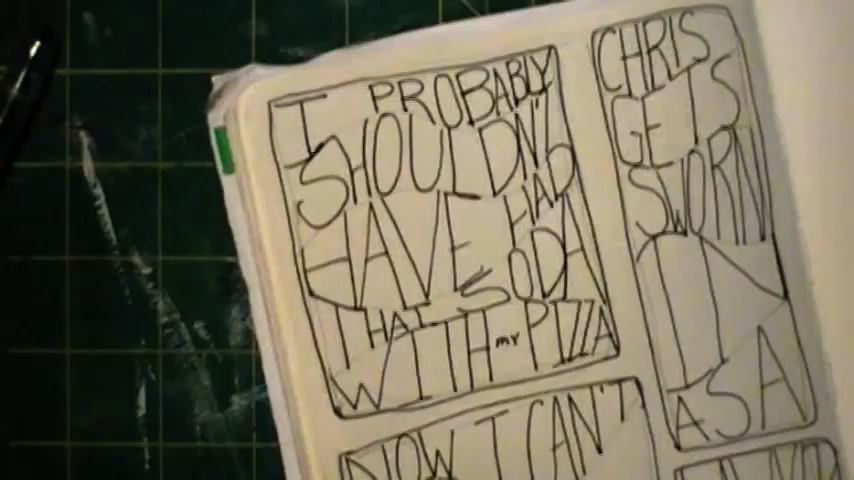 I PROBABLY
SHOULDN'T
HAVE HAD
THAT SODA
WITH MY PIZZA
CHRIS
GETS
SWORN
IN
AS A
NOW I CAN'T